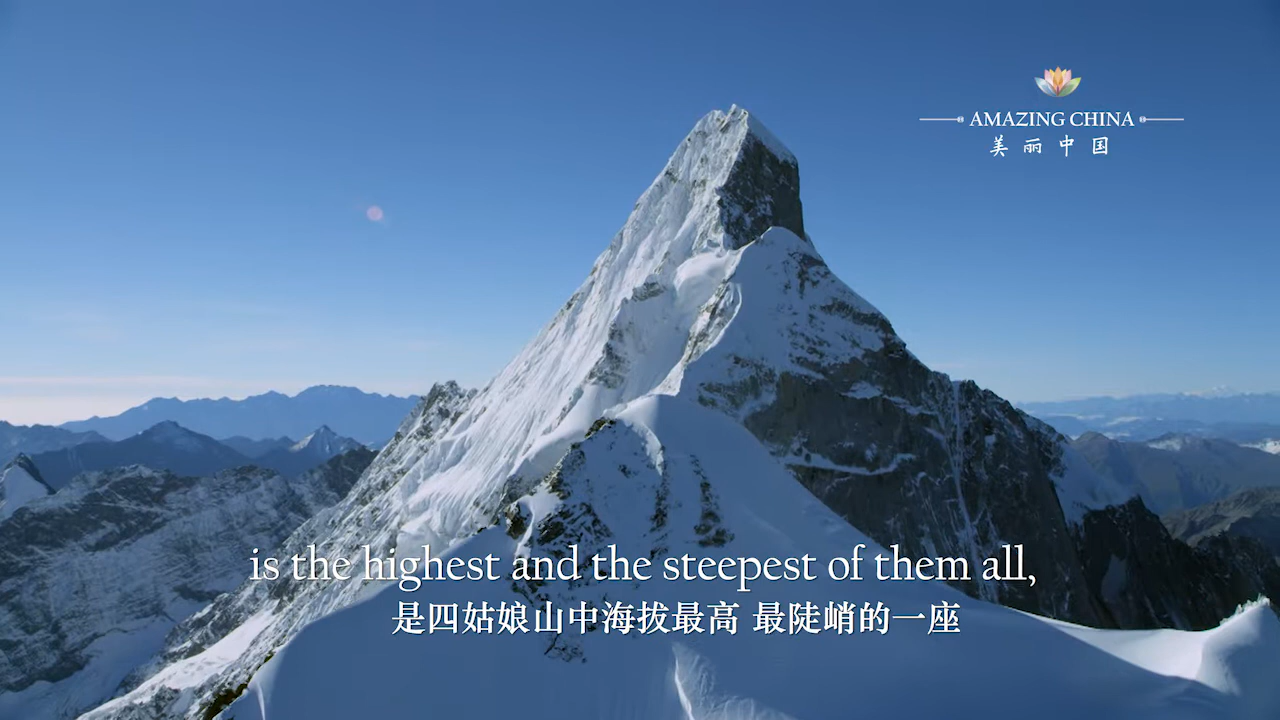 AMAZING CHINA
美丽中国
is the highest and the steepest of them all,
是四姑娘山中海拔最高 最陡峭的一座